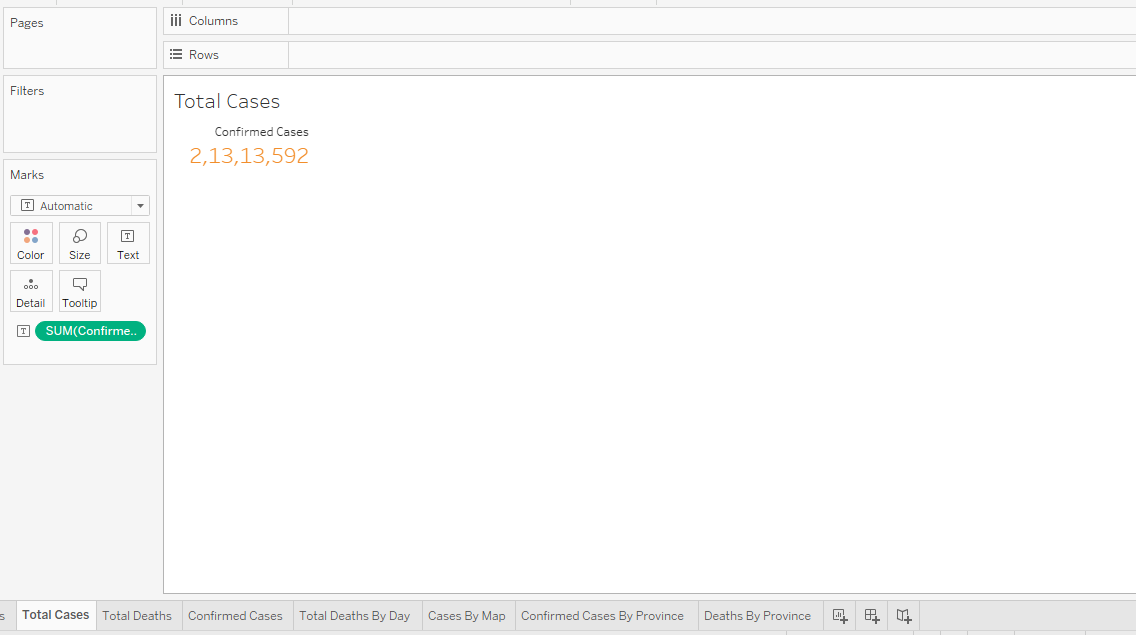 Pages
Columns
Rows
Filters
Total Cases
Confirmed Cases
2,13,13,592
Marks
Automatic
Color Size Text
Detail Tooltip
SUM(Confirme..
s Total Cases Total Deaths Confirmed Cases Total Deaths By Day Cases By Map Confirmed Cases By Province Deaths By Province